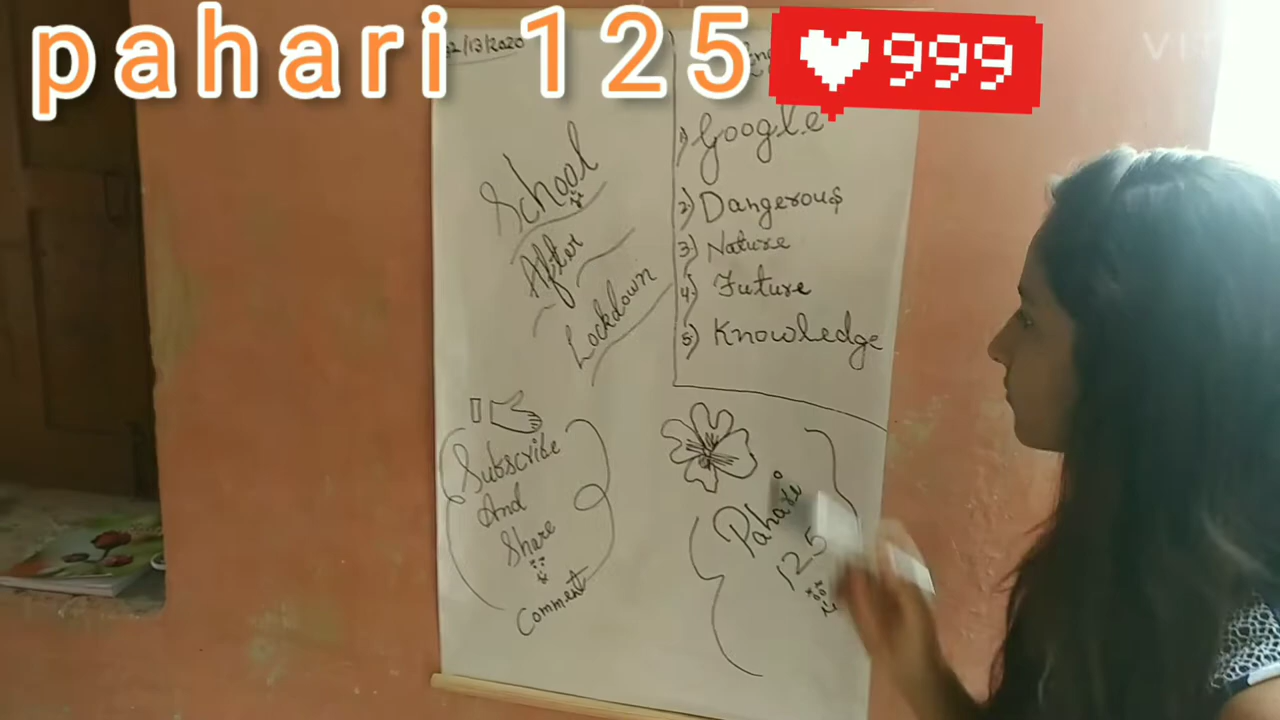 pahari 125
999
/13/2020
School
After
Lockdown
1) Google
2) Dangerous
3) Nature
4) Future
5) Knowledge
Subscribe
And
Share
Comment
Pahari
125